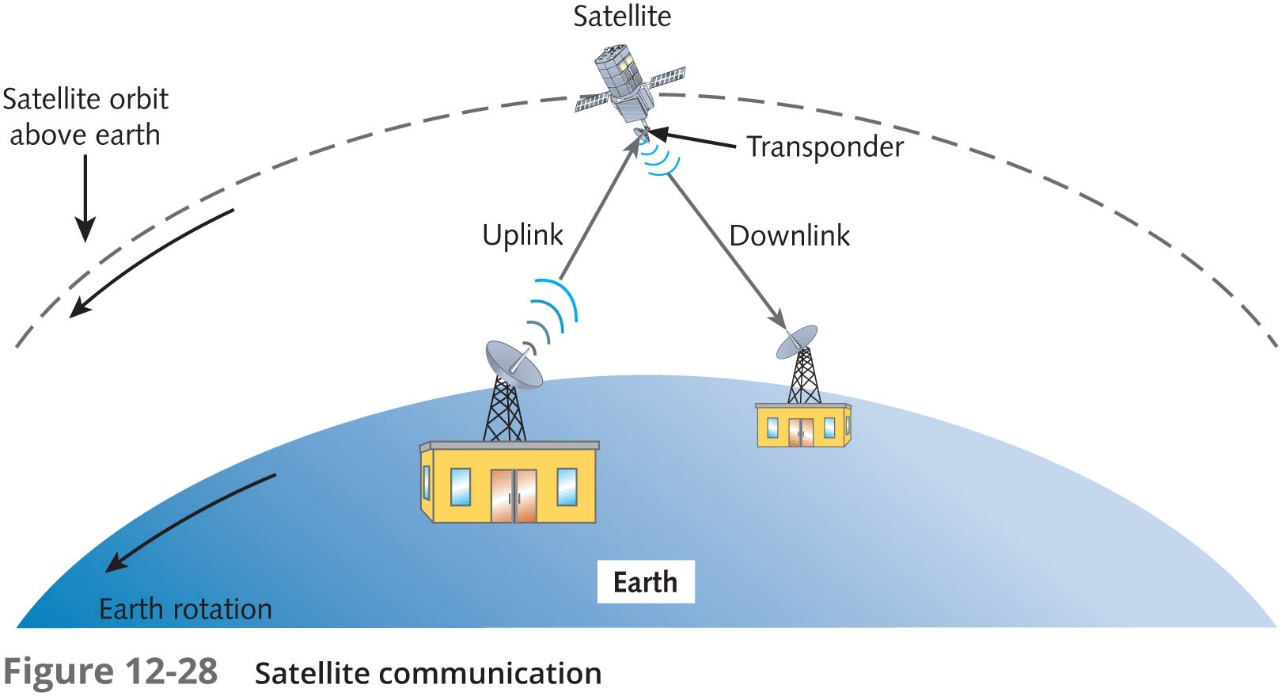 Satellite
Satellite orbit
above earth
Transponder
Uplink
Downlink
Earth
Earth rotation
Figure 12-28 Satellite communication